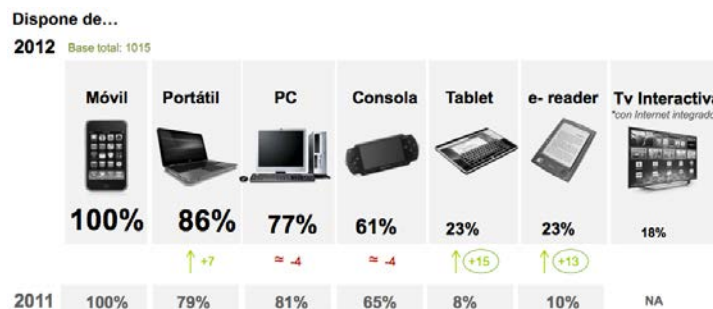 Dispone de…
2012 Base total: 1015
Móvil Portátil PC Consola Tablet e- reader Tv Interactiva
*con Internet integrado
100% 86% 77% 61% 23% 23% 18%
↑ +7 ≃ -4 ≃ -4 ↑ +15 ↑ +13
2011 100% 79% 81% 65% 8% 10% NA